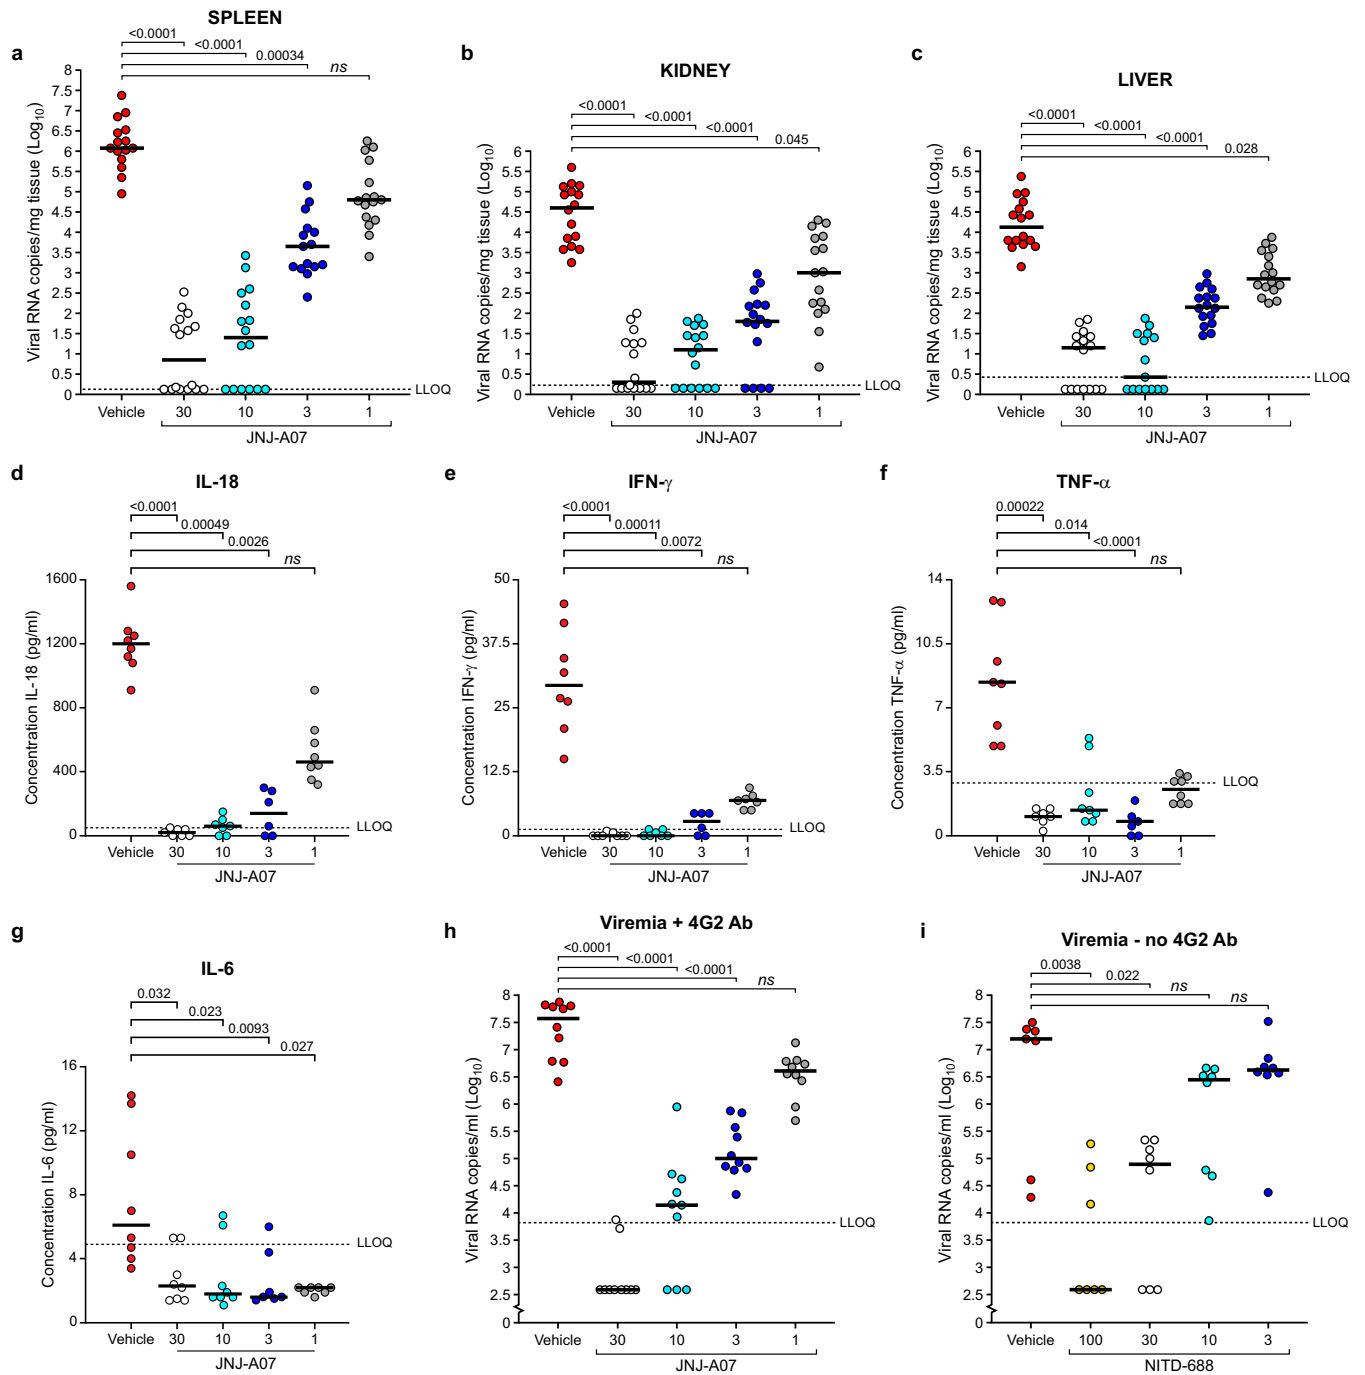 SPLEEN
a
<0.0001
<0.0001
0.00034
ns
Viral RNA copies/mg tissue (Log10)
8
7.5
7
6.5
6
5.5
5
4.5
4
3.5
3
2.5
2
1.5
1
0.5
0
LLOQ
Vehicle 30 10 3 1
JNJ-A07
b
KIDNEY
<0.0001
<0.0001
<0.0001
0.045
Viral RNA copies/mg tissue (Log10)
6
5.5
5
4.5
4
3.5
3
2.5
2
1.5
1
0.5
0
LLOQ
Vehicle 30 10 3 1
JNJ-A07
c
LIVER
<0.0001
<0.0001
<0.0001
0.028
Viral RNA copies/mg tissue (Log10)
6
5.5
5
4.5
4
3.5
3
2.5
2
1.5
1
0.5
0
LLOQ
Vehicle 30 10 3 1
JNJ-A07
d
IL-18
<0.0001
0.00049
0.0026
ns
Concentration IL-18 (pg/ml)
1600
1200
800
400
0
LLOQ
Vehicle 30 10 3 1
JNJ-A07
e
IFN-γ
<0.0001
0.00011
0.0072
ns
Concentration IFN-γ (pg/ml)
50
37.5
25
12.5
0
LLOQ
Vehicle 30 10 3 1
JNJ-A07
f
TNF-α
0.00022
0.014
<0.0001
ns
Concentration TNF-α (pg/ml)
14
10.5
7
3.5
0
LLOQ
Vehicle 30 10 3 1
JNJ-A07
g
IL-6
0.032
0.023
0.0093
0.027
Concentration IL-6 (pg/ml)
16
12
8
4
0
LLOQ
Vehicle 30 10 3 1
JNJ-A07
h
Viremia + 4G2 Ab
<0.0001
<0.0001
<0.0001
ns
Viral RNA copies/ml (Log10)
8
7.5
7
6.5
6
5.5
5
4.5
4
3.5
3
2.5
0
LLOQ
Vehicle 30 10 3 1
JNJ-A07
i
Viremia - no 4G2 Ab
0.0038
0.022
ns
ns
Viral RNA copies/ml (Log10)
8
7.5
7
6.5
6
5.5
5
4.5
4
3.5
3
2.5
0
LLOQ
Vehicle 100 30 10 3
NITD-688